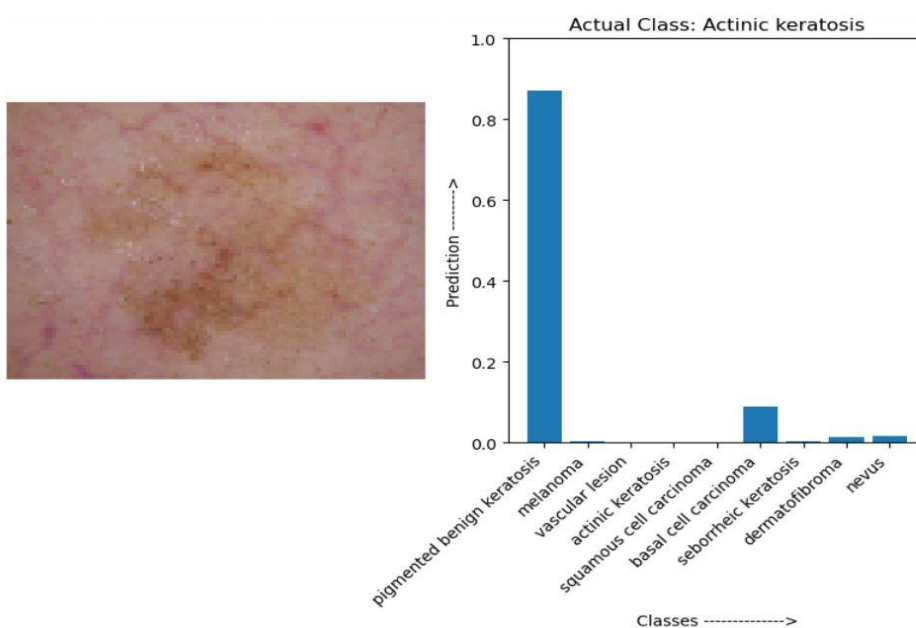 Actual Class: Actinic keratosis
1.0
0.8
0.6
0.4
0.2
0.0
Prediction -------->
pigmented benign keratosis
melanoma
vascular lesion
actinic keratosis
squamous cell carcinoma
basal cell carcinoma
seborrheic keratosis
dermatofibroma
nevus
Classes -------------->